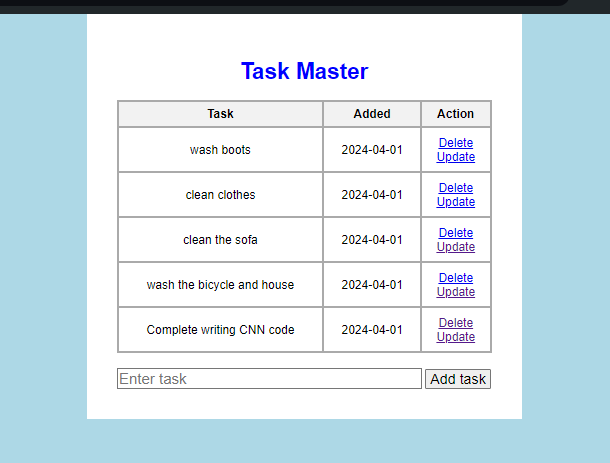 Task Master
Task Added Action
wash boots 2024-04-01 Delete
Update
clean clothes 2024-04-01 Delete
Update
clean the sofa 2024-04-01 Delete
Update
wash the bicycle and house 2024-04-01 Delete
Update
Complete writing CNN code 2024-04-01 Delete
Update
Enter task Add task